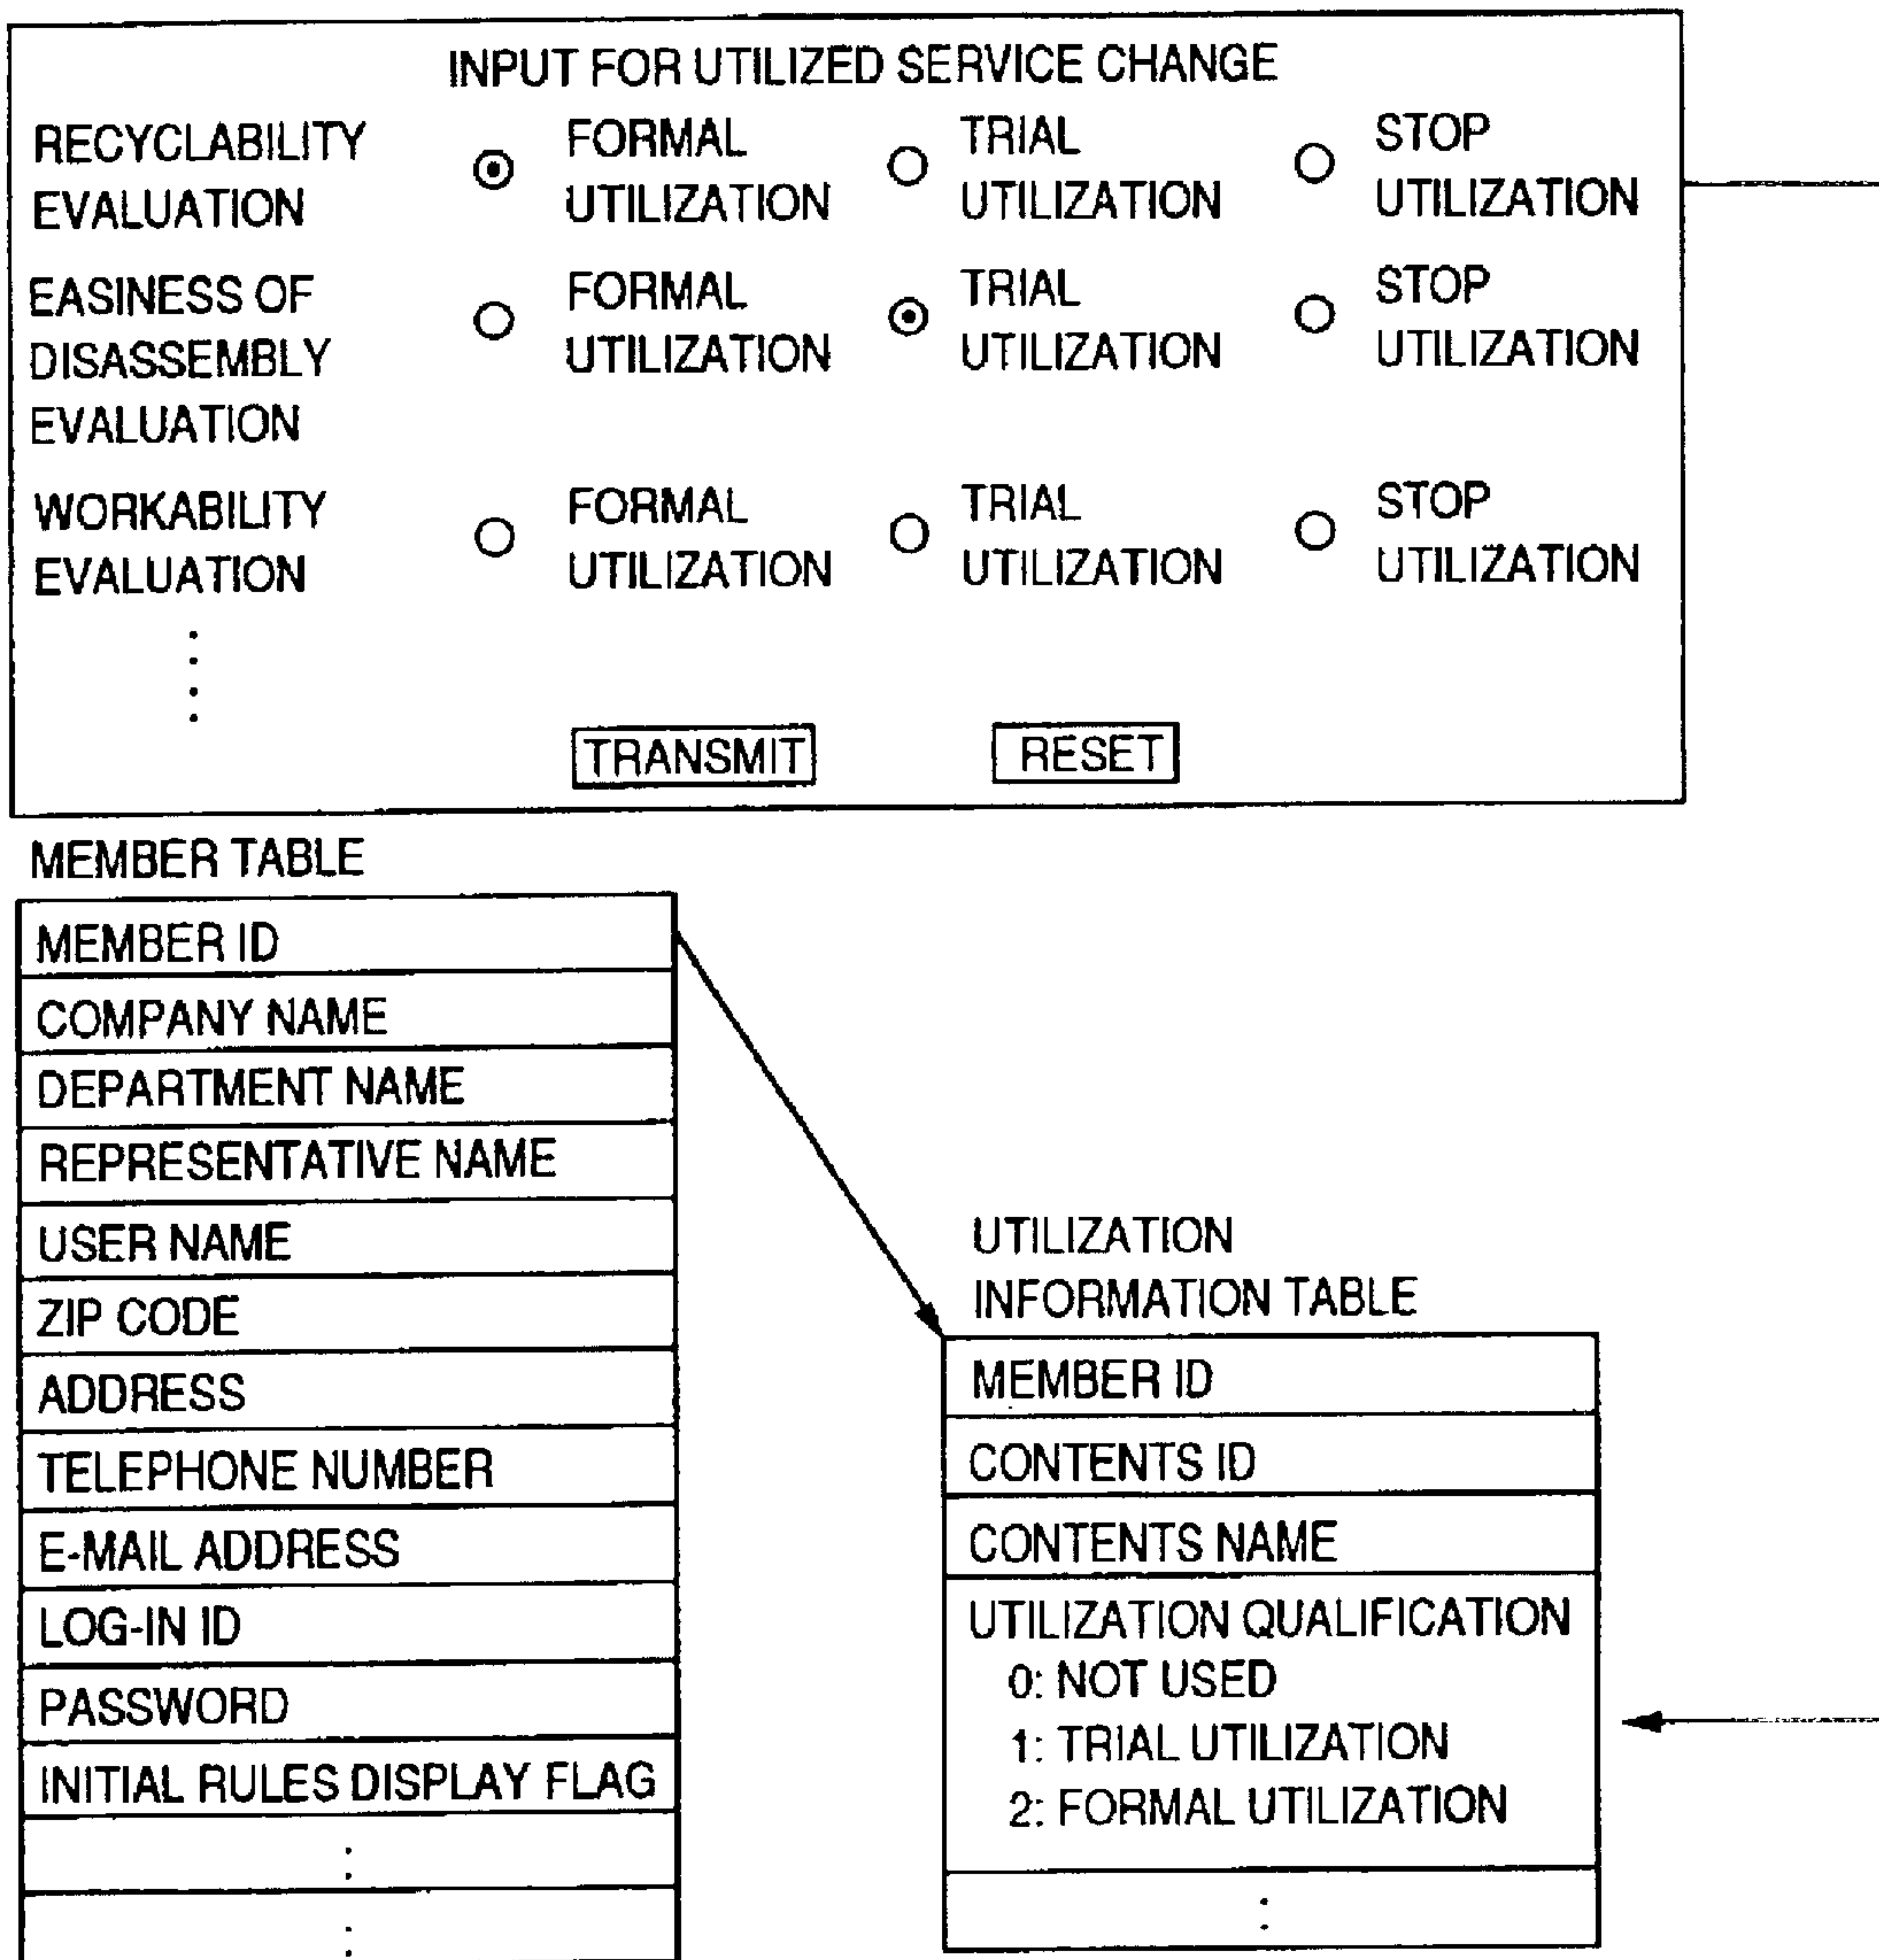 INPUT FOR UTILIZED SERVICE CHANGE
RECYCLABILITY EVALUATION
FORMAL UTILIZATION
TRIAL UTILIZATION
STOP UTILIZATION
EASINESS OF DISASSEMBLY EVALUATION
FORMAL UTILIZATION
TRIAL UTILIZATION
STOP UTILIZATION
WORKABILITY EVALUATION
FORMAL UTILIZATION
TRIAL UTILIZATION
STOP UTILIZATION
TRANSMIT
RESET
MEMBER TABLE
MEMBER ID
COMPANY NAME
DEPARTMENT NAME
REPRESENTATIVE NAME
USER NAME
ZIP CODE
ADDRESS
TELEPHONE NUMBER
E-MAIL ADDRESS
LOG-IN ID
PASSWORD
INITIAL RULES DISPLAY FLAG
UTILIZATION
INFORMATION TABLE
MEMBER ID
CONTENTS ID
CONTENTS NAME
UTILIZATION QUALIFICATION
0: NOT USED
1: TRIAL UTILIZATION
2: FORMAL UTILIZATION